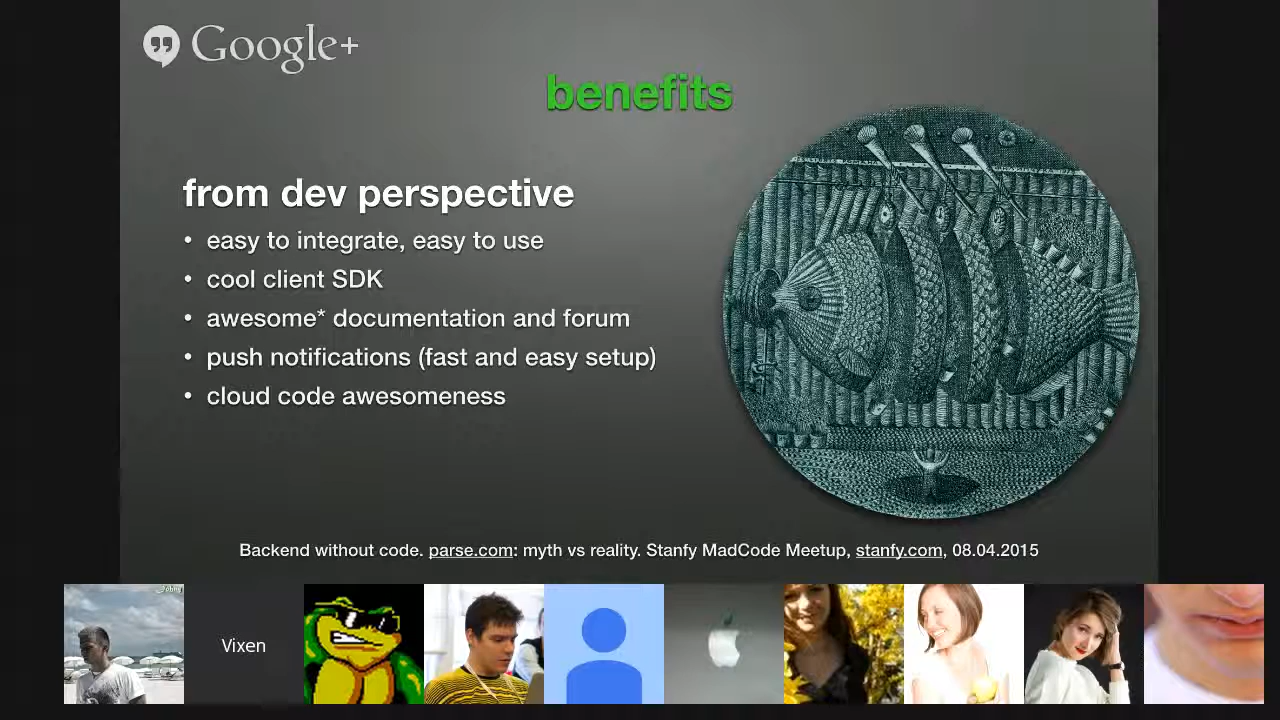 Google+
benefits
from dev perspective
• easy to integrate, easy to use
• cool client SDK
• awesome* documentation and forum
• push notifications (fast and easy setup)
• cloud code awesomeness
Backend without code. parse.com: myth vs reality. Stanfy MadCode Meetup, stanfy.com, 08.04.2015
Vixen